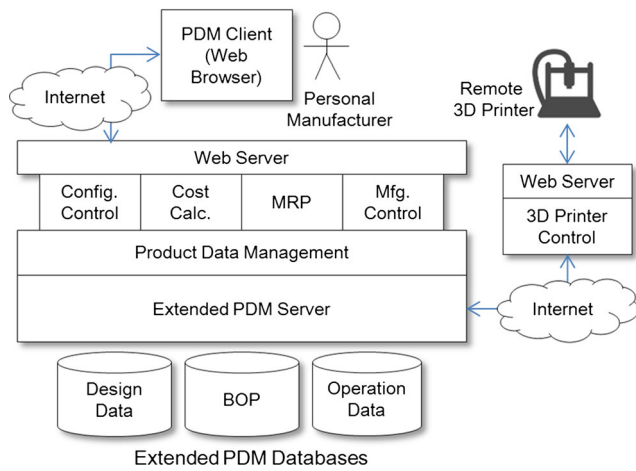 PDM Client
(Web
Browser)
Internet
Personal
Manufacturer
Remote
3D Printer
Web Server
Config.
Control
Cost
Calc.
MRP
Mfg.
Control
Product Data Management
Extended PDM Server
Web Server
3D Printer
Control
Internet
Design
Data
BOP
Operation
Data
Extended PDM Databases